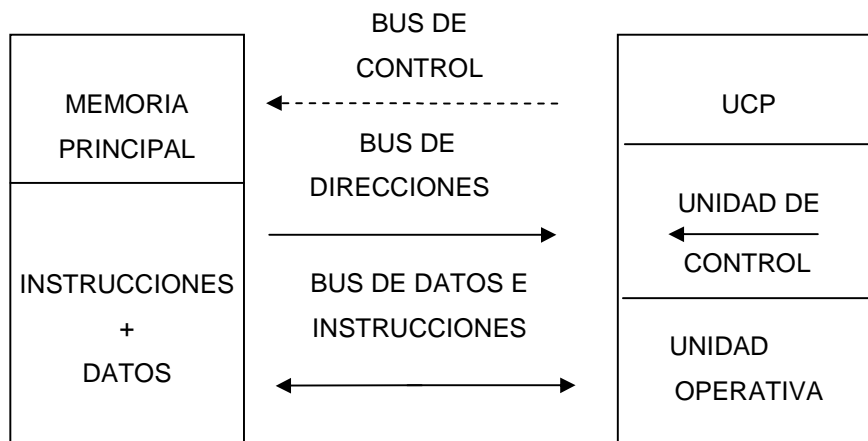 MEMORIA
PRINCIPAL
INSTRUCCIONES
+
DATOS
BUS DE
CONTROL
BUS DE
DIRECCIONES
BUS DE DATOS E
INSTRUCCIONES
UCP
UNIDAD DE
CONTROL
UNIDAD
OPERATIVA